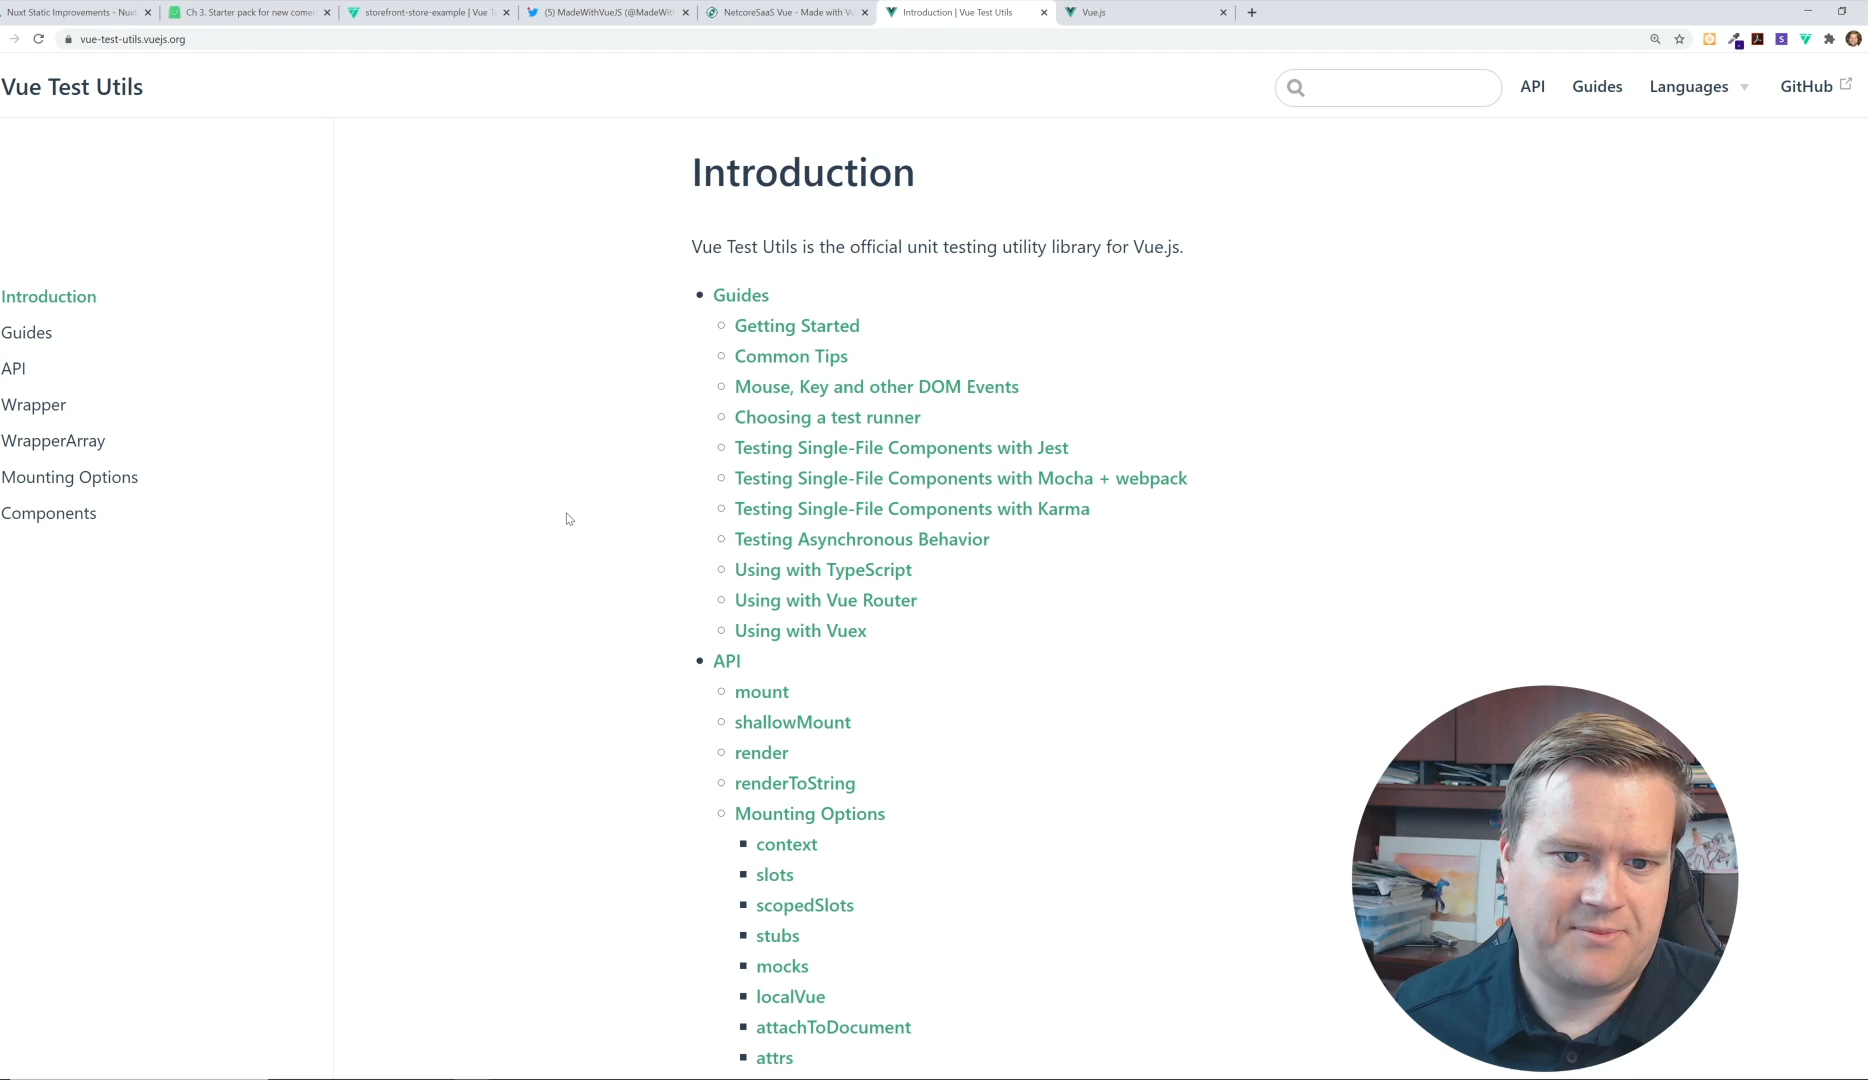 Nuxt Static Improvements - Nuxt
Ch 3. Starter pack for new comer
storefront-store-example | Vue T
(5) MadeWithVueJS (@MadeWit
NetcoreSaaS Vue - Made with Vu
Introduction | Vue Test Utils
Vue.js
vue-test-utils.vuejs.org
Vue Test Utils
API
Guides
Languages
GitHub
Introduction
Guides
API
Wrapper
WrapperArray
Mounting Options
Components
Introduction
Vue Test Utils is the official unit testing utility library for Vue.js.
Guides
Getting Started
Common Tips
Mouse, Key and other DOM Events
Choosing a test runner
Testing Single-File Components with Jest
Testing Single-File Components with Mocha + webpack
Testing Single-File Components with Karma
Testing Asynchronous Behavior
Using with TypeScript
Using with Vue Router
Using with Vuex
API
mount
shallowMount
render
renderToString
Mounting Options
context
slots
scopedSlots
stubs
mocks
localVue
attachToDocument
attrs